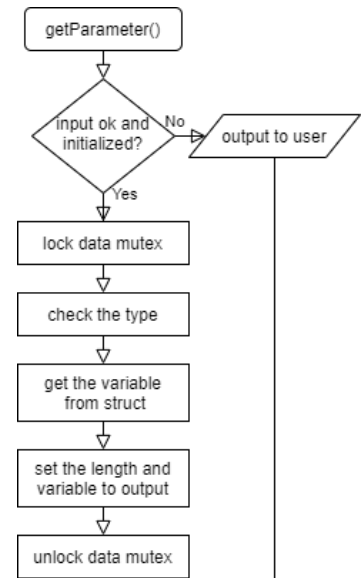 getParameter()
input ok and
initialized?
No
output to user
Yes
lock data mutex
check the type
get the variable
from struct
set the length and
variable to output
unlock data mutex